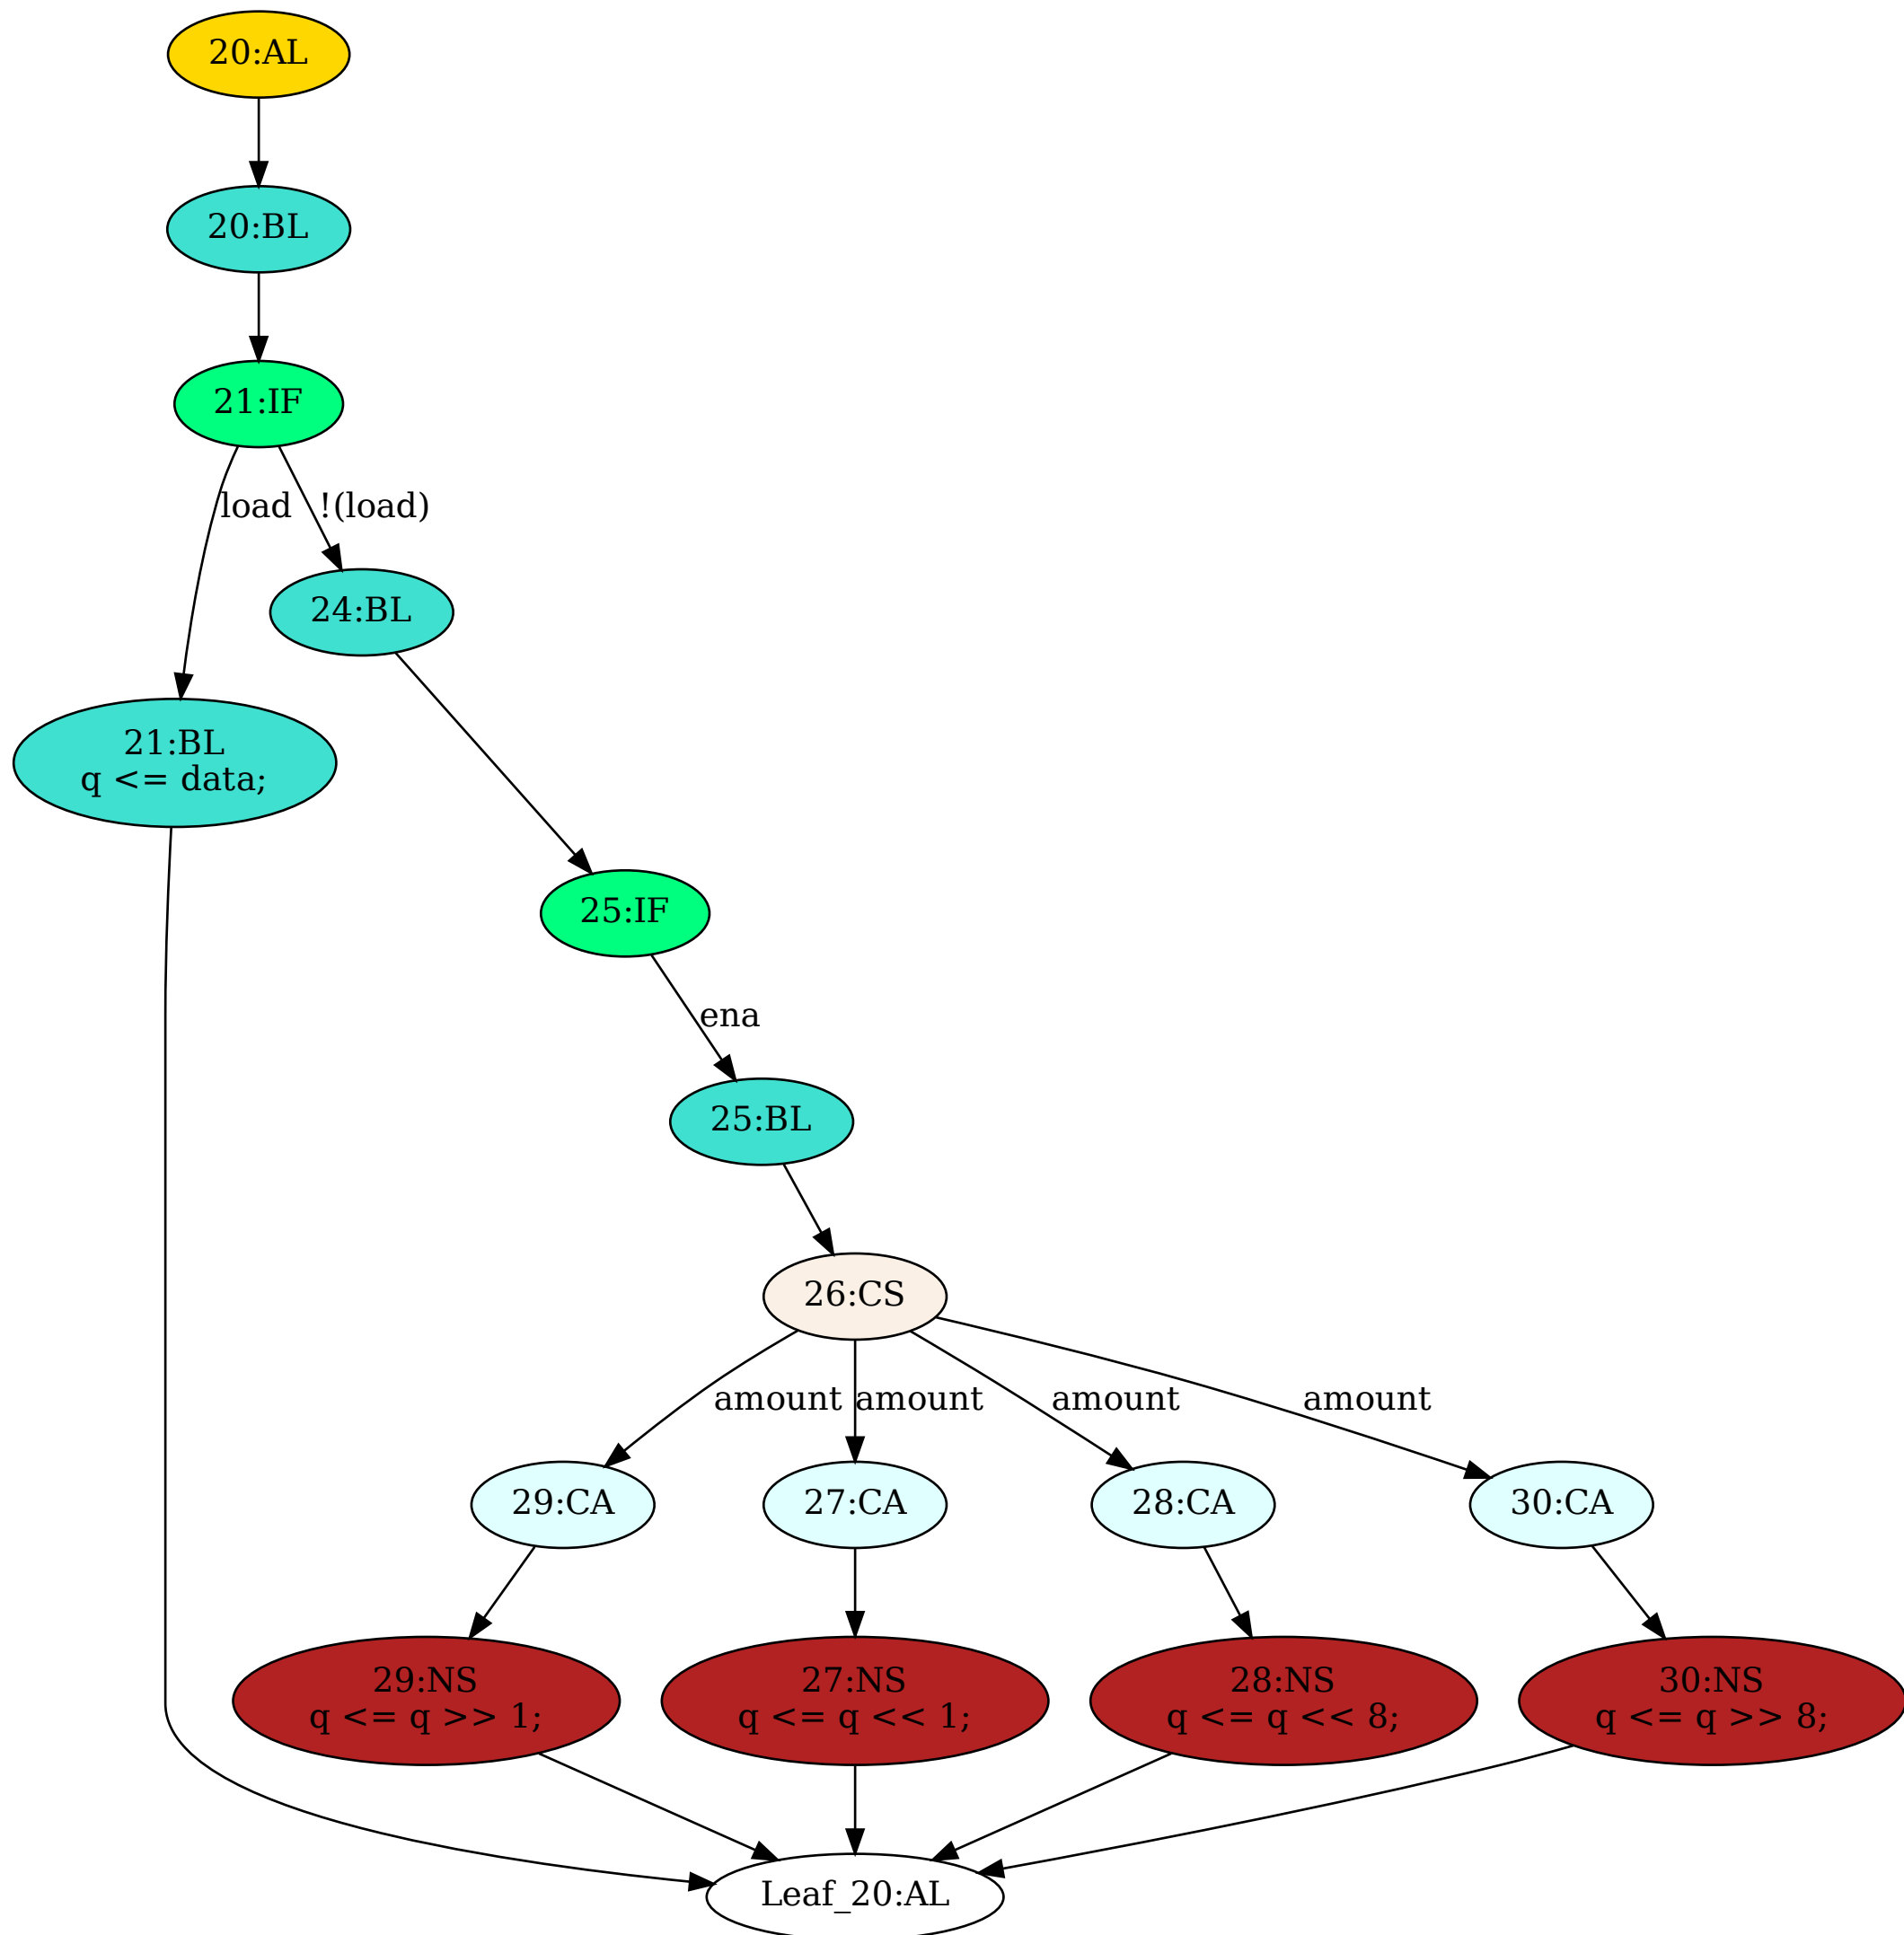 20:AL
20:BL
21:IF
load
!(load)
24:BL
21:BL
q <= data;
25:IF
ena
25:BL
26:CS
amount
amount
amount
amount
29:CA
27:CA
28:CA
30:CA
29:NS
q <= q >> 1;
27:NS
q <= q << 1;
28:NS
q <= q << 8;
30:NS
q <= q >> 8;
Leaf_20:AL